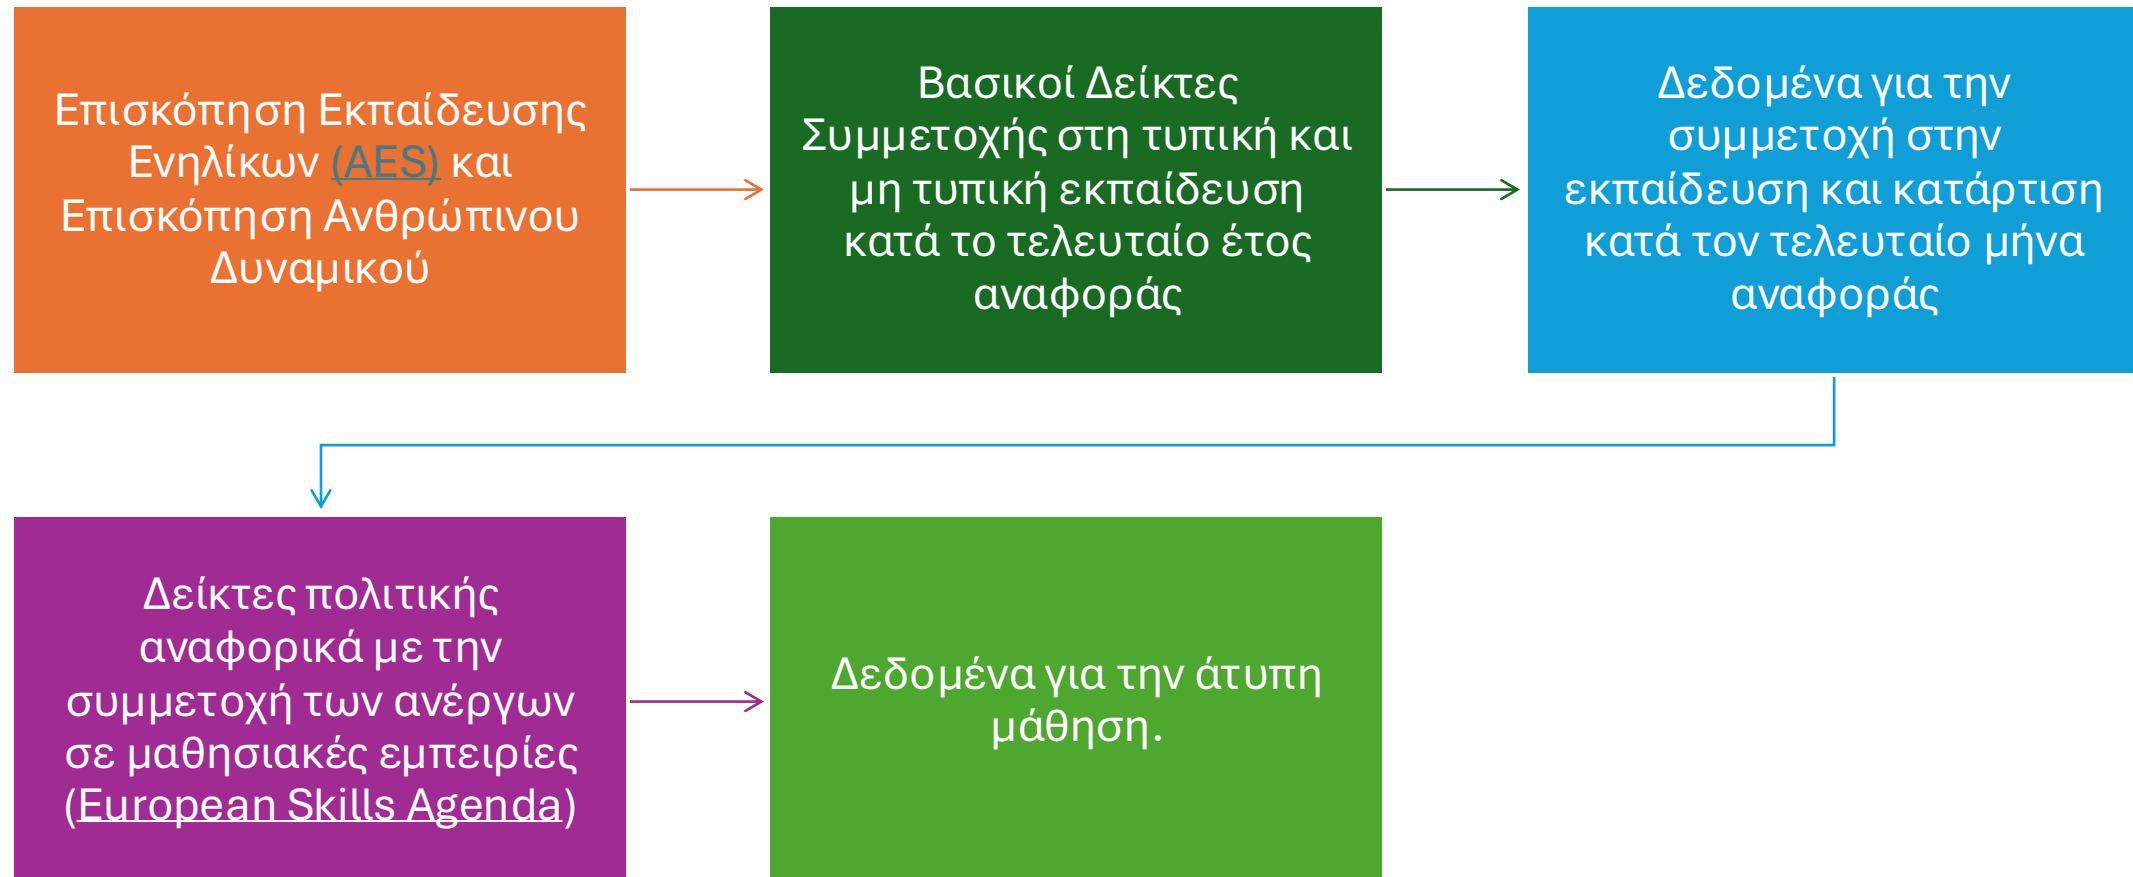 Επισκόπηση Εκπαίδευσης
Ενηλίκων (AES) και
Επισκόπηση Ανθρώπινου
Δυναμικού
Βασικοί Δείκτες
Συμμετοχής στη τυπική και
μη τυπική εκπαίδευση
κατά το τελευταίο έτος
αναφοράς
Δεδομένα για την
συμμετοχή στην
εκπαίδευση και κατάρτιση
κατά τον τελευταίο μήνα
αναφοράς
Δείκτες πολιτικής
αναφορικά με την
συμμετοχή των ανέργων
σε μαθησιακές εμπειρίες
(European Skills Agenda)
Δεδομένα για την άτυπη
μάθηση.